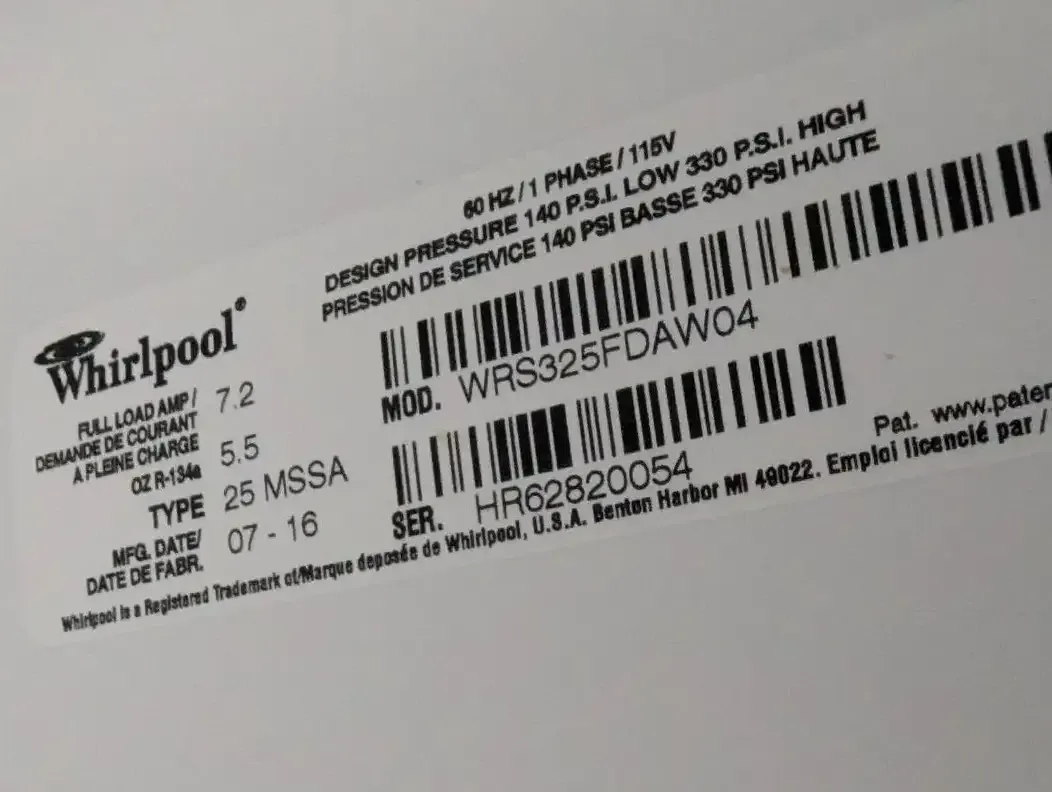 60 HZ / 1 PHASE / 115V
DESIGN PRESSURE 140 P.S.I. LOW 330 P.S.I. HIGH
PRESSION DE SERVICE 140 PSI BASSE 330 PSI HAUTE
Whirlpool®
FULL LOAD AMP /
DEMANDE DE COURANT
A PLEINE CHARGE
7.2
OZ R-134a 5.5
TYPE 25 MSSA
MFG. DATE/
DATE DE FABR.
07 - 16
MOD. WRS325FDAW04
SER. HR62820054
Pat. www.
Whirlpool is a Registered Trademark of/Marque deposée de Whirlpool, U.S.A. Benton Harbor MI 49022. Emploi licencié par /